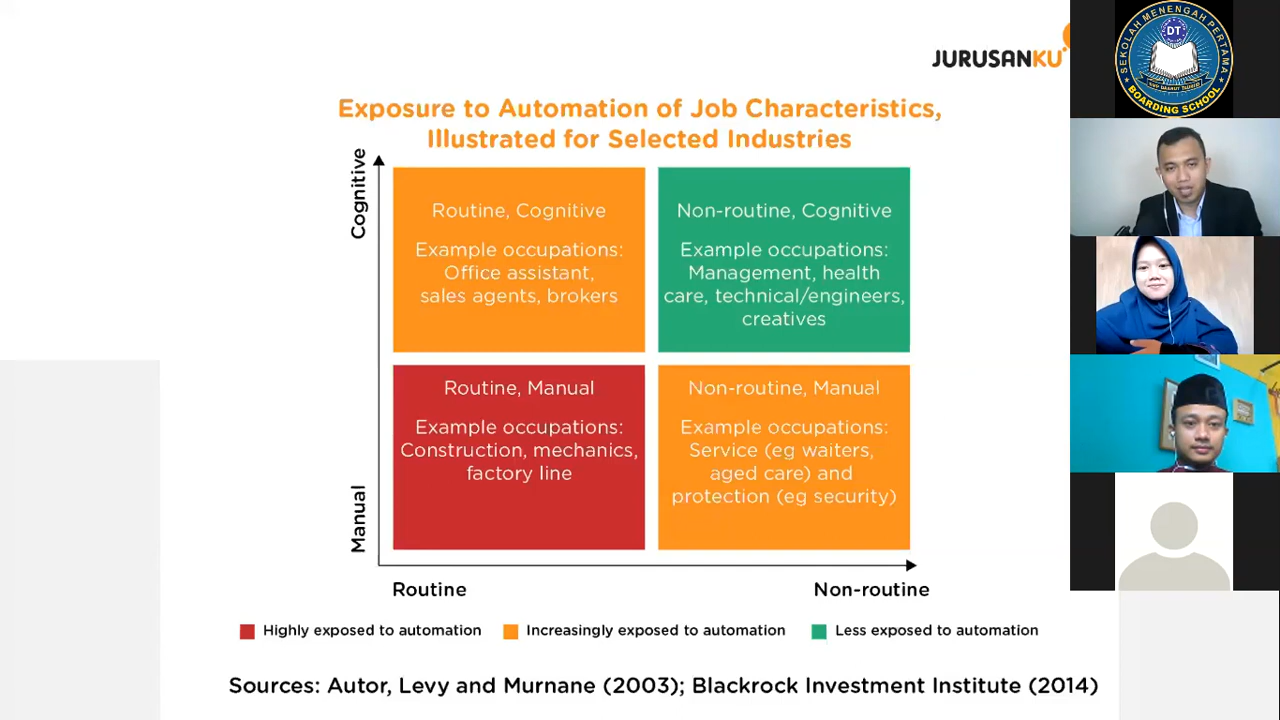 JURUSANKU
Exposure to Automation of Job Characteristics,
Illustrated for Selected Industries
Cognitive
Manual
Routine, Cognitive
Example occupations:
Office assistant,
sales agents, brokers
Non-routine, Cognitive
Example occupations:
Management, health
care, technical/engineers,
creatives
Routine, Manual
Example occupations:
Construction, mechanics,
factory line
Non-routine, Manual
Example occupations:
Service (eg waiters,
aged care) and
protection (eg security)
Routine
Non-routine
Highly exposed to automation
Increasingly exposed to automation
Less exposed to automation
Sources: Autor, Levy and Murnane (2003); Blackrock Investment Institute (2014)
SEKOLAH MENENGAH PERTAMA
DT
BOARDING SCHOOL